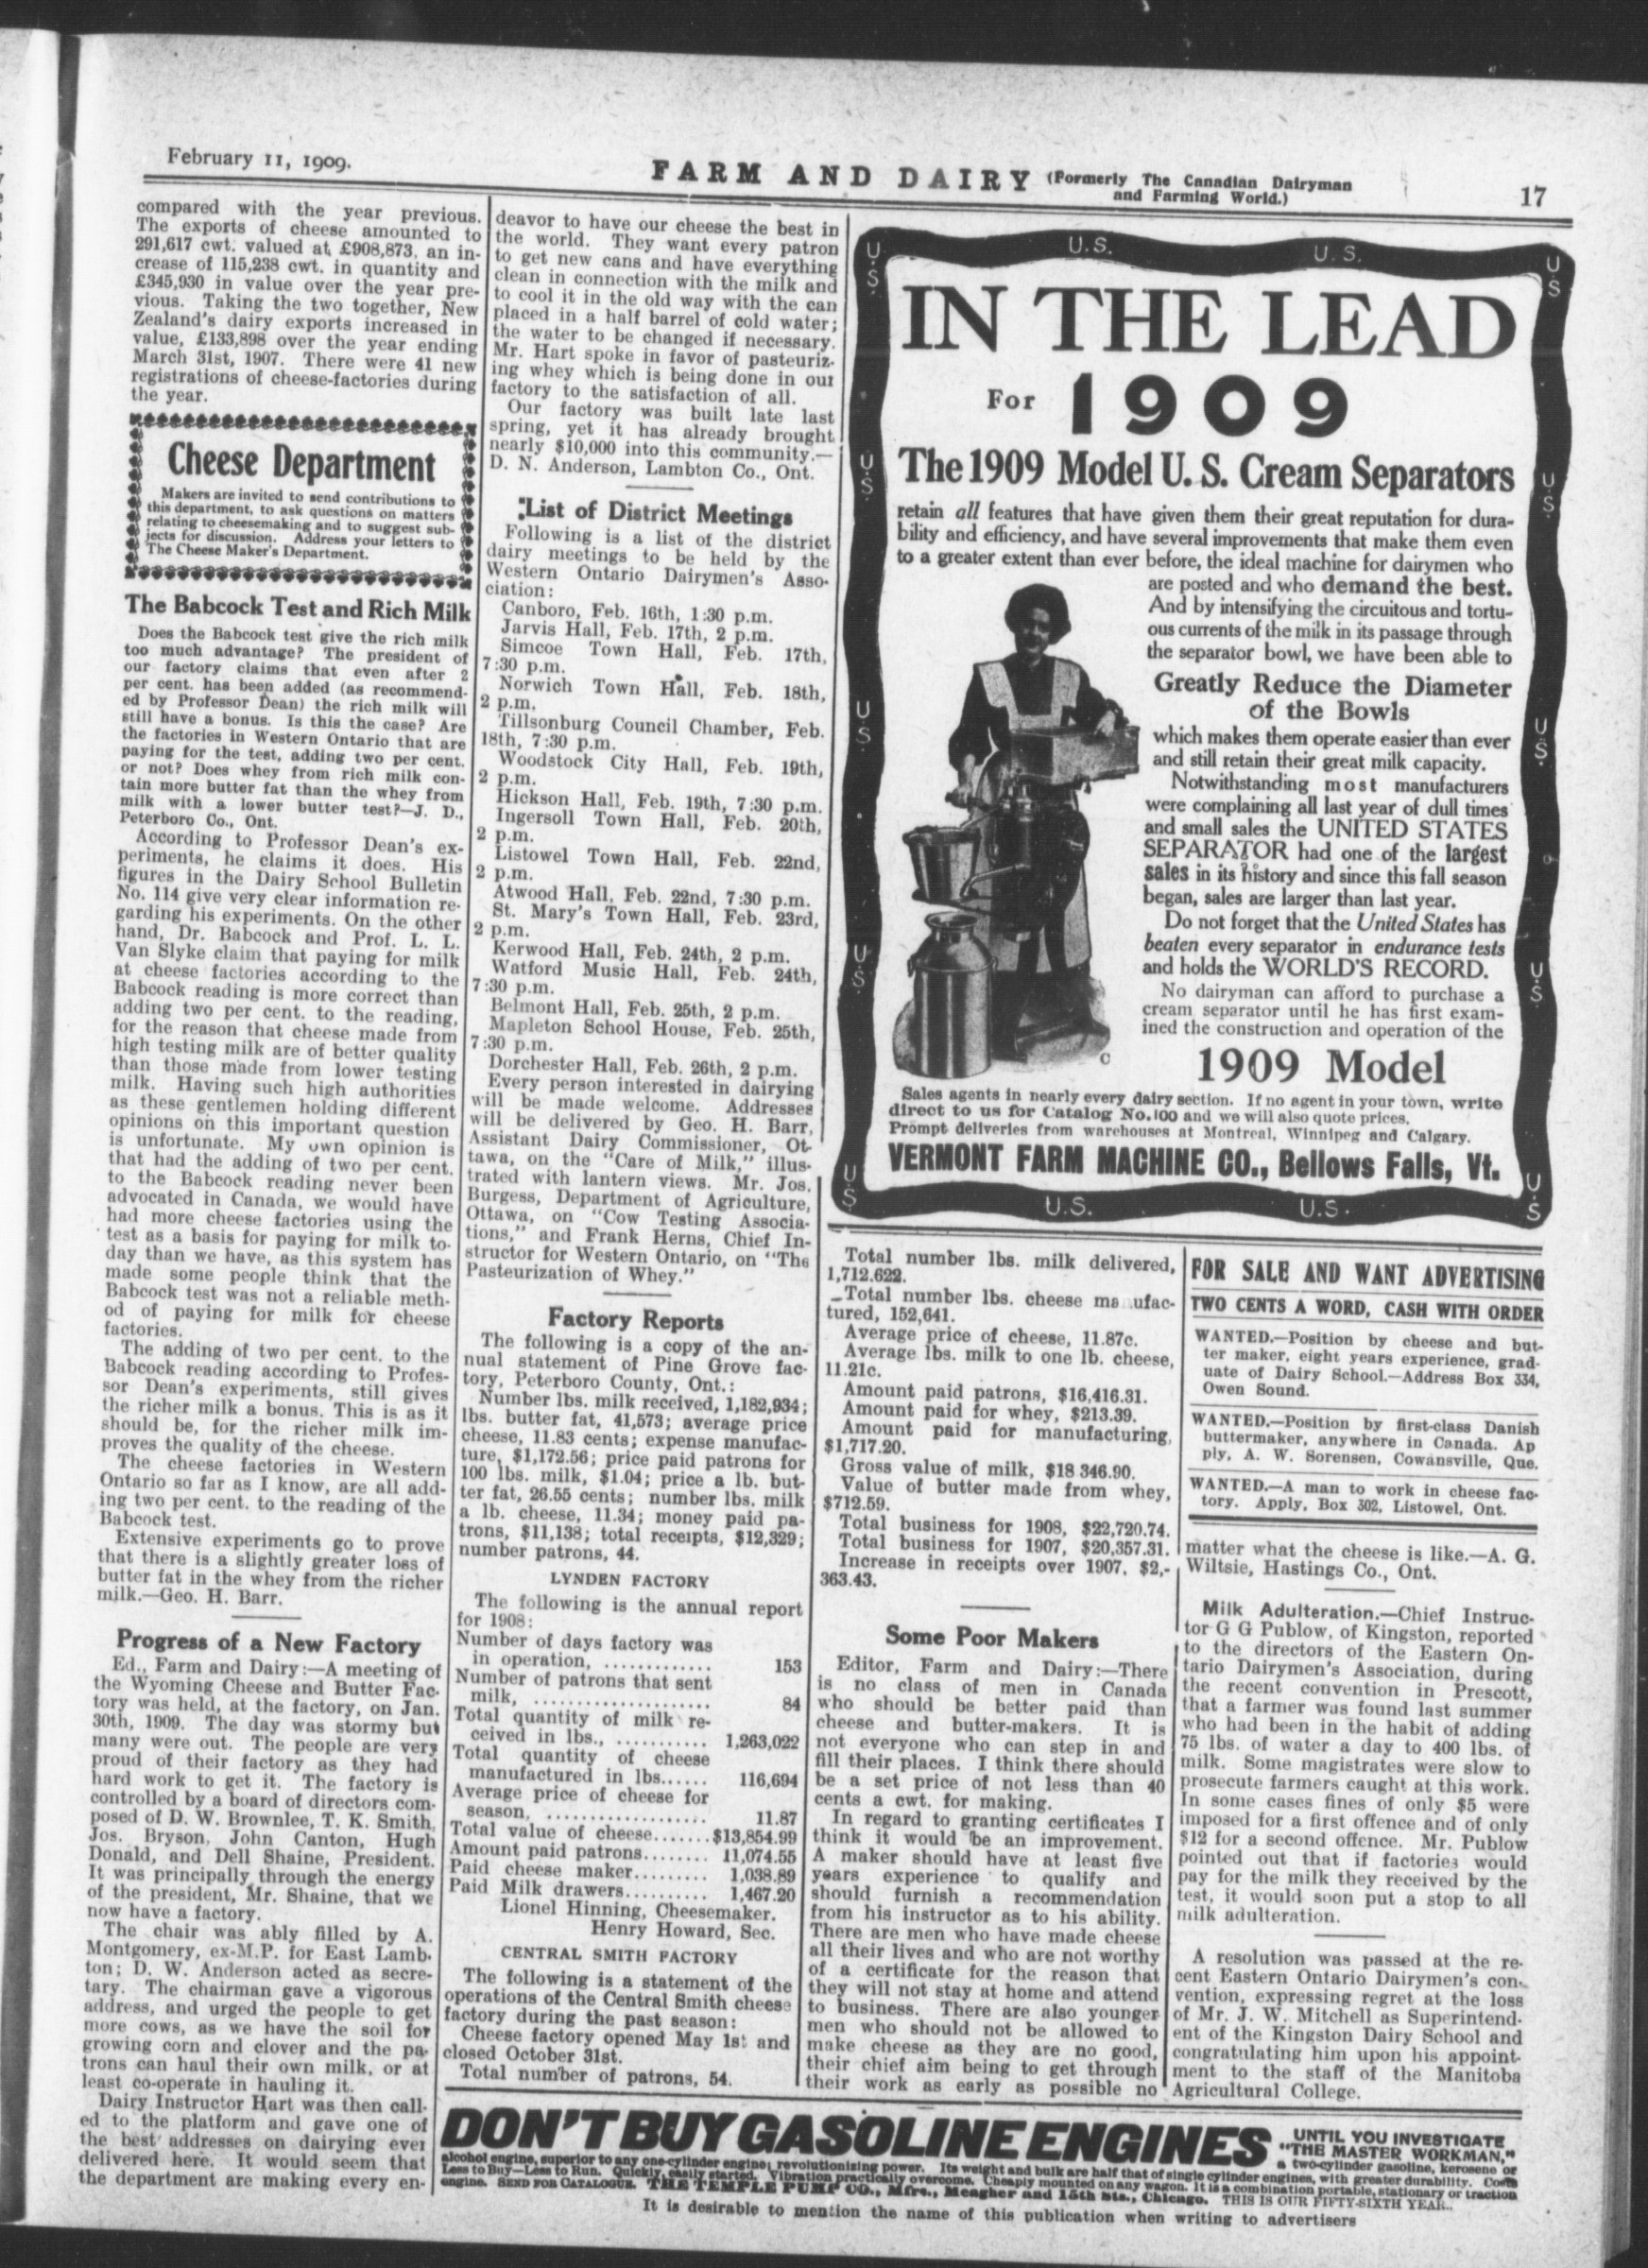 February 11, 1909.
FARM AND DAIRY (Formerly The Canadian Dairyman
and Farming World.)
17
compared with the year previous.
The exports of cheese amounted to
291,617 cwt. valued at £908,873, an in-
crease of 115,238 cwt. in quantity and
£345,930 in value over the year pre-
vious. Taking the two together, New
Zealand's dairy exports increased in
value, £133,898 over the year ending
March 31st, 1907. There were 41 new
registrations of cheese-factories during
the year.
Cheese Department
Makers are invited to send contributions to
this department, to ask questions on matters
relating to cheesemaking and to suggest sub-
jects for discussion. Address your letters to
The Cheese Maker's Department.
The Babcock Test and Rich Milk
Does the Babcock test give the rich milk
too much advantage? The president of
our factory claims that even after 2
per cent. has been added (as recommend-
ed by Professor Dean) the rich milk will
still have a bonus. Is this the case? Are
the factories in Western Ontario that are
paying for the test, adding two per cent.
or not? Does whey from rich milk con-
tain more butter fat than the whey from
milk with a lower butter test?—J. D.,
Peterboro Co., Ont.
According to Professor Dean's ex-
periments, he claims it does. His
figures in the Dairy School Bulletin
No. 114 give very clear information re-
garding his experiments. On the other
hand, Dr. Babcock and Prof. L. L.
Van Slyke claim that paying for milk
at cheese factories according to the
Babcock reading is more correct than
adding two per cent. to the reading,
for the reason that cheese made from
high testing milk are of better quality
than those made from lower testing
milk. Having such high authorities
as these gentlemen holding different
opinions on this important question
is unfortunate. My own opinion is
that had the adding of two per cent.
to the Babcock reading never been
advocated in Canada, we would have
had more cheese factories using the
test as a basis for paying for milk to-
day than we have, as this system has
made some people think that the
Babcock test was not a reliable meth-
od of paying for milk for cheese
factories.
The adding of two per cent. to the
Babcock reading according to Profes-
sor Dean's experiments, still gives
the richer milk a bonus. This is as it
should be, for the richer milk im-
proves the quality of the cheese.
The cheese factories in Western
Ontario so far as I know, are all add-
ing two per cent. to the reading of the
Babcock test.
Extensive experiments go to prove
that there is a slightly greater loss of
butter fat in the whey from the richer
milk.—Geo. H. Barr.
Progress of a New Factory
Ed., Farm and Dairy:—A meeting of
the Wyoming Cheese and Butter Fac-
tory was held, at the factory, on Jan.
30th, 1909. The day was stormy but
many were out. The people are very
proud of their factory as they had
hard work to get it. The factory is
controlled by a board of directors com-
posed of D. W. Brownlee, T. K. Smith,
Jos. Bryson, John Canton, Hugh
Donald, and Dell Shaine, President.
It was principally through the energy
of the president, Mr. Shaine, that we
now have a factory.
The chair was ably filled by A.
Montgomery, ex-M.P. for East Lamb-
ton; D. W. Anderson acted as secre-
tary. The chairman gave a vigorous
address, and urged the people to get
more cows, as we have the soil for
growing corn and clover and the pa-
trons can haul their own milk, or at
least co-operate in hauling it.
Dairy Instructor Hart was then call-
ed to the platform and gave one of
the best addresses on dairying ever
delivered here. It would seem that
the department are making every en-
deavor to have our cheese the best in
the world. They want every patron
to get new cans and have everything
clean in connection with the milk and
to cool it in the old way with the can
placed in a half barrel of cold water;
the water to be changed if necessary.
Mr. Hart spoke in favor of pasteuriz-
ing whey which is being done in our
factory to the satisfaction of all.
Our factory was built late last
spring, yet it has already brought
nearly $10,000 into this community.—
D. N. Anderson, Lambton Co., Ont.
List of District Meetings
Following is a list of the district
dairy meetings to be held by the
Western Ontario Dairymen's Asso-
ciation:
Canboro, Feb. 16th, 1:30 p.m.
Jarvis Hall, Feb. 17th, 2 p.m.
Simcoe Town Hall, Feb. 17th,
7:30 p.m.
Norwich Town Hall, Feb. 18th,
2 p.m.
Tillsonburg Council Chamber, Feb.
18th, 7:30 p.m.
Woodstock City Hall, Feb. 19th,
2 p.m.
Hickson Hall, Feb. 19th, 7:30 p.m.
Ingersoll Town Hall, Feb. 20th,
2 p.m.
Listowel Town Hall, Feb. 22nd,
2 p.m.
Atwood Hall, Feb. 22nd, 7:30 p.m.
St. Mary's Town Hall, Feb. 23rd,
2 p.m.
Kerwood Hall, Feb. 24th, 2 p.m.
Watford Music Hall, Feb. 24th,
7:30 p.m.
Belmont Hall, Feb. 25th, 2 p.m.
Mapleton School House, Feb. 25th,
7:30 p.m.
Dorchester Hall, Feb. 26th, 2 p.m.
Every person interested in dairying
will be made welcome. Addresses
will be delivered by Geo. H. Barr,
Assistant Dairy Commissioner, Ot-
tawa, on the "Care of Milk," illus-
trated with lantern views. Mr. Jos.
Burgess, Department of Agriculture,
Ottawa, on "Cow Testing Associa-
tions," and Frank Herns, Chief In-
structor for Western Ontario, on "The
Pasteurization of Whey."
Factory Reports
The following is a copy of the an-
nual statement of Pine Grove fac-
tory, Peterboro County, Ont.:
Number lbs. milk received, 1,182,934;
lbs. butter fat, 41,573; average price
cheese, 11.83 cents; expense manufac-
ture, $1,172.56; price paid patrons for
100 lbs. milk, $1.04; price a lb. but-
ter fat, 26.55 cents; number lbs. milk
a lb. cheese, 11.34; money paid pa-
trons, $11,138; total receipts, $12,329;
number patrons, 44.
LYNDEN FACTORY
The following is the annual report
for 1908:
Number of days factory was
in operation, ............. 153
Number of patrons that sent
milk, ..................... 84
Total quantity of milk re-
ceived in lbs., ........... 1,263,022
Total quantity of cheese
manufactured in lbs...... 116,694
Average price of cheese for
season, ................... 11.87
Total value of cheese.......$13,854.99
Amount paid patrons........ 11,074.55
Paid cheese maker......... 1,038.89
Paid Milk drawers.......... 1,467.20
Lionel Hinning, Cheesemaker.
Henry Howard, Sec.
CENTRAL SMITH FACTORY
The following is a statement of the
operations of the Central Smith cheese
factory during the past season:
Cheese factory opened May 1st and
closed October 31st.
Total number of patrons, 54.
U.S. U.S.
IN THE LEAD
For 1909
The 1909 Model U. S. Cream Separators
retain all features that have given them their great reputation for dura-
bility and efficiency, and have several improvements that make them even
to a greater extent than ever before, the ideal machine for dairymen who
are posted and who demand the best.
And by intensifying the circuitous and tortu-
ous currents of the milk in its passage through
the separator bowl, we have been able to
Greatly Reduce the Diameter
of the Bowls
which makes them operate easier than ever
and still retain their great milk capacity.
Notwithstanding most manufacturers
were complaining all last year of dull times
and small sales the UNITED STATES
SEPARATOR had one of the largest
sales in its history and since this fall season
began, sales are larger than last year.
Do not forget that the United States has
beaten every separator in endurance tests
and holds the WORLD'S RECORD.
No dairyman can afford to purchase a
cream separator until he has first exam-
ined the construction and operation of the
C
1909 Model
Sales agents in nearly every dairy section. If no agent in your town, write
direct to us for Catalog No. 100 and we will also quote prices.
Prompt deliveries from warehouses at Montreal, Winnipeg and Calgary.
VERMONT FARM MACHINE CO., Bellows Falls, Vt.
U.S. U.S.
Total number lbs. milk delivered,
1,712.622.
Total number lbs. cheese ma ufac-
tured, 152,641.
Average price of cheese, 11.87c.
Average lbs. milk to one lb. cheese,
11.21c.
Amount paid patrons, $16,416.31.
Amount paid for whey, $213.39.
Amount paid for manufacturing,
$1,717.20.
Gross value of milk, $18 346.90.
Value of butter made from whey,
$712.59.
Total business for 1908, $22,720.74.
Total business for 1907, $20,357.31.
Increase in receipts over 1907, $2,-
363.43.
Some Poor Makers
Editor, Farm and Dairy:—There
is no class of men in Canada
who should be better paid than
cheese and butter-makers. It is
not everyone who can step in and
fill their places. I think there should
be a set price of not less than 40
cents a cwt. for making.
In regard to granting certificates I
think it would be an improvement.
A maker should have at least five
years experience to qualify and
should furnish a recommendation
from his instructor as to his ability.
There are men who have made cheese
all their lives and who are not worthy
of a certificate for the reason that
they will not stay at home and attend
to business. There are also younger
men who should not be allowed to
make cheese as they are no good,
their chief aim being to get through
their work as early as possible no
FOR SALE AND WANT ADVERTISING
TWO CENTS A WORD, CASH WITH ORDER
WANTED.—Position by cheese and but-
ter maker, eight years experience, grad-
uate of Dairy School.—Address Box 334,
Owen Sound.
WANTED.—Position by first-class Danish
buttermaker, anywhere in Canada. Ap
ply, A. W. Sorensen, Cowansville, Que.
WANTED.—A man to work in cheese fac-
tory. Apply, Box 302, Listowel, Ont.
matter what the cheese is like.—A. G.
Wiltsie, Hastings Co., Ont.
Milk Adulteration.—Chief Instruc-
tor G G Publow, of Kingston, reported
to the directors of the Eastern On-
tario Dairymen's Association, during
the recent convention in Prescott,
that a farmer was found last summer
who had been in the habit of adding
75 lbs. of water a day to 400 lbs. of
milk. Some magistrates were slow to
prosecute farmers caught at this work.
In some cases fines of only $5 were
imposed for a first offence and of only
$12 for a second offence. Mr. Publow
pointed out that if factories would
pay for the milk they received by the
test, it would soon put a stop to all
milk adulteration.
A resolution was passed at the re-
cent Eastern Ontario Dairymen's con-
vention, expressing regret at the loss
of Mr. J. W. Mitchell as Superintend-
ent of the Kingston Dairy School and
congratulating him upon his appoint-
ment to the staff of the Manitoba
Agricultural College.
DON'T BUY GASOLINE ENGINES
UNTIL YOU INVESTIGATE
"THE MASTER WORKMAN,"
a two-cylinder gasoline, kerosene or
alcohol engine, superior to any one-cylinder engine; revolutionizing power. Its weight and bulk are half that of single cylinder engines, with greater durability. Costs
Less to Buy—Less to Run. Quickly, easily started. Vibration practically overcome. Cheaply mounted on any wagon. It is a combination portable, stationary or traction
engine. SEND FOR CATALOGUE. THE TEMPLE PUMP CO., Mfrs., Meagher and 15th Sts., Chicago. THIS IS OUR FIFTY-SIXTH YEAR.
It is desirable to mention the name of this publication when writing to advertisers